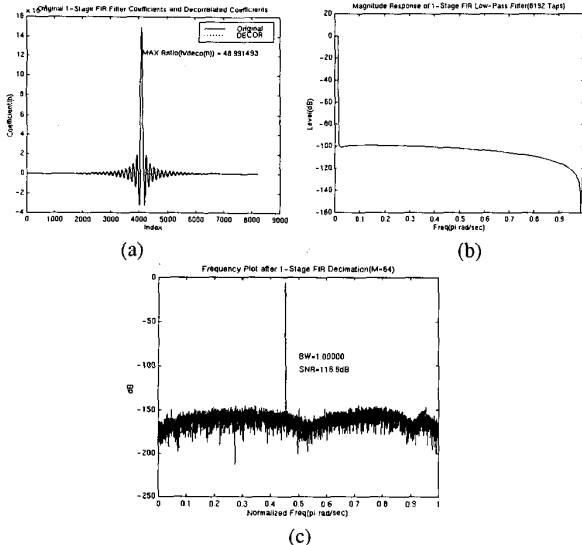 Original 1-Stage FIR Filter Coefficients and Decorrelated Coefficients
16
14
12
10
8
6
4
2
0
-2
-4
Coefficient(h)
Original
DECOR
MAX Ratio(h/deco(h)) = 48.991493
0 1000 2000 3000 4000 5000 6000 7000 8000 9000
Index
(a)
Magnitude Response of 1-Stage FIR Low-Pass Filter(8192 Taps)
20
0
-20
-40
-60
-80
-100
-120
-140
-160
Level(dB)
0 0.1 0.2 0.3 0.4 0.5 0.6 0.7 0.8 0.9
Freq(pi rad/sec)
(b)
Frequency Plot after 1-Stage FIR Decimation(M=64)
0
-50
-100
-150
-200
-250
dB
BW=1.00000
SNR=116.6dB
0 0.1 0.2 0.3 0.4 0.5 0.6 0.7 0.8 0.9 1
Normalized Freq(pi rad/sec)
(c)